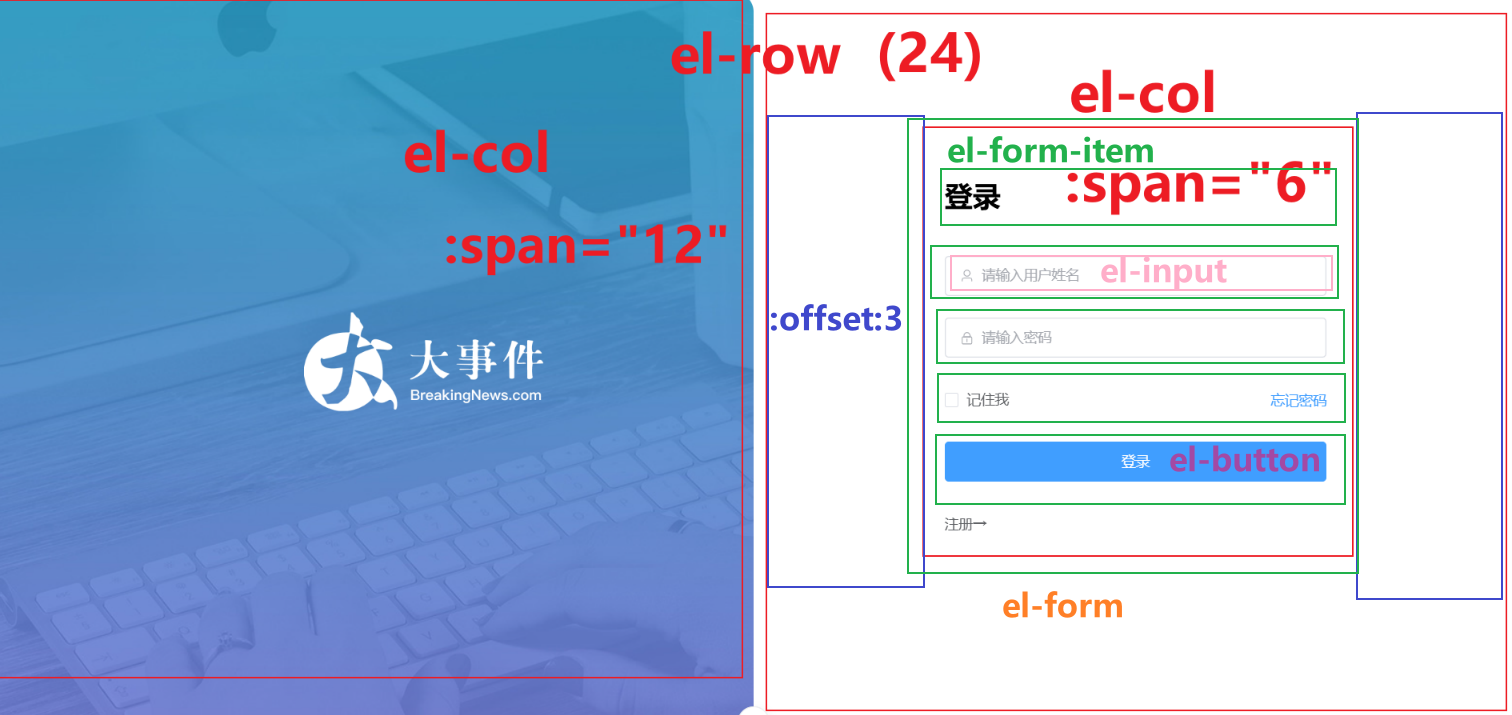 el-row (24)
el-col
el-col
:span="12"
el-form-item
:span="6"
登录
请输入用户姓名
el-input
:offset:3
请输入密码
大事件
BreakingNews.com
记住我
忘记密码
登录
el-button
注册→
el-form